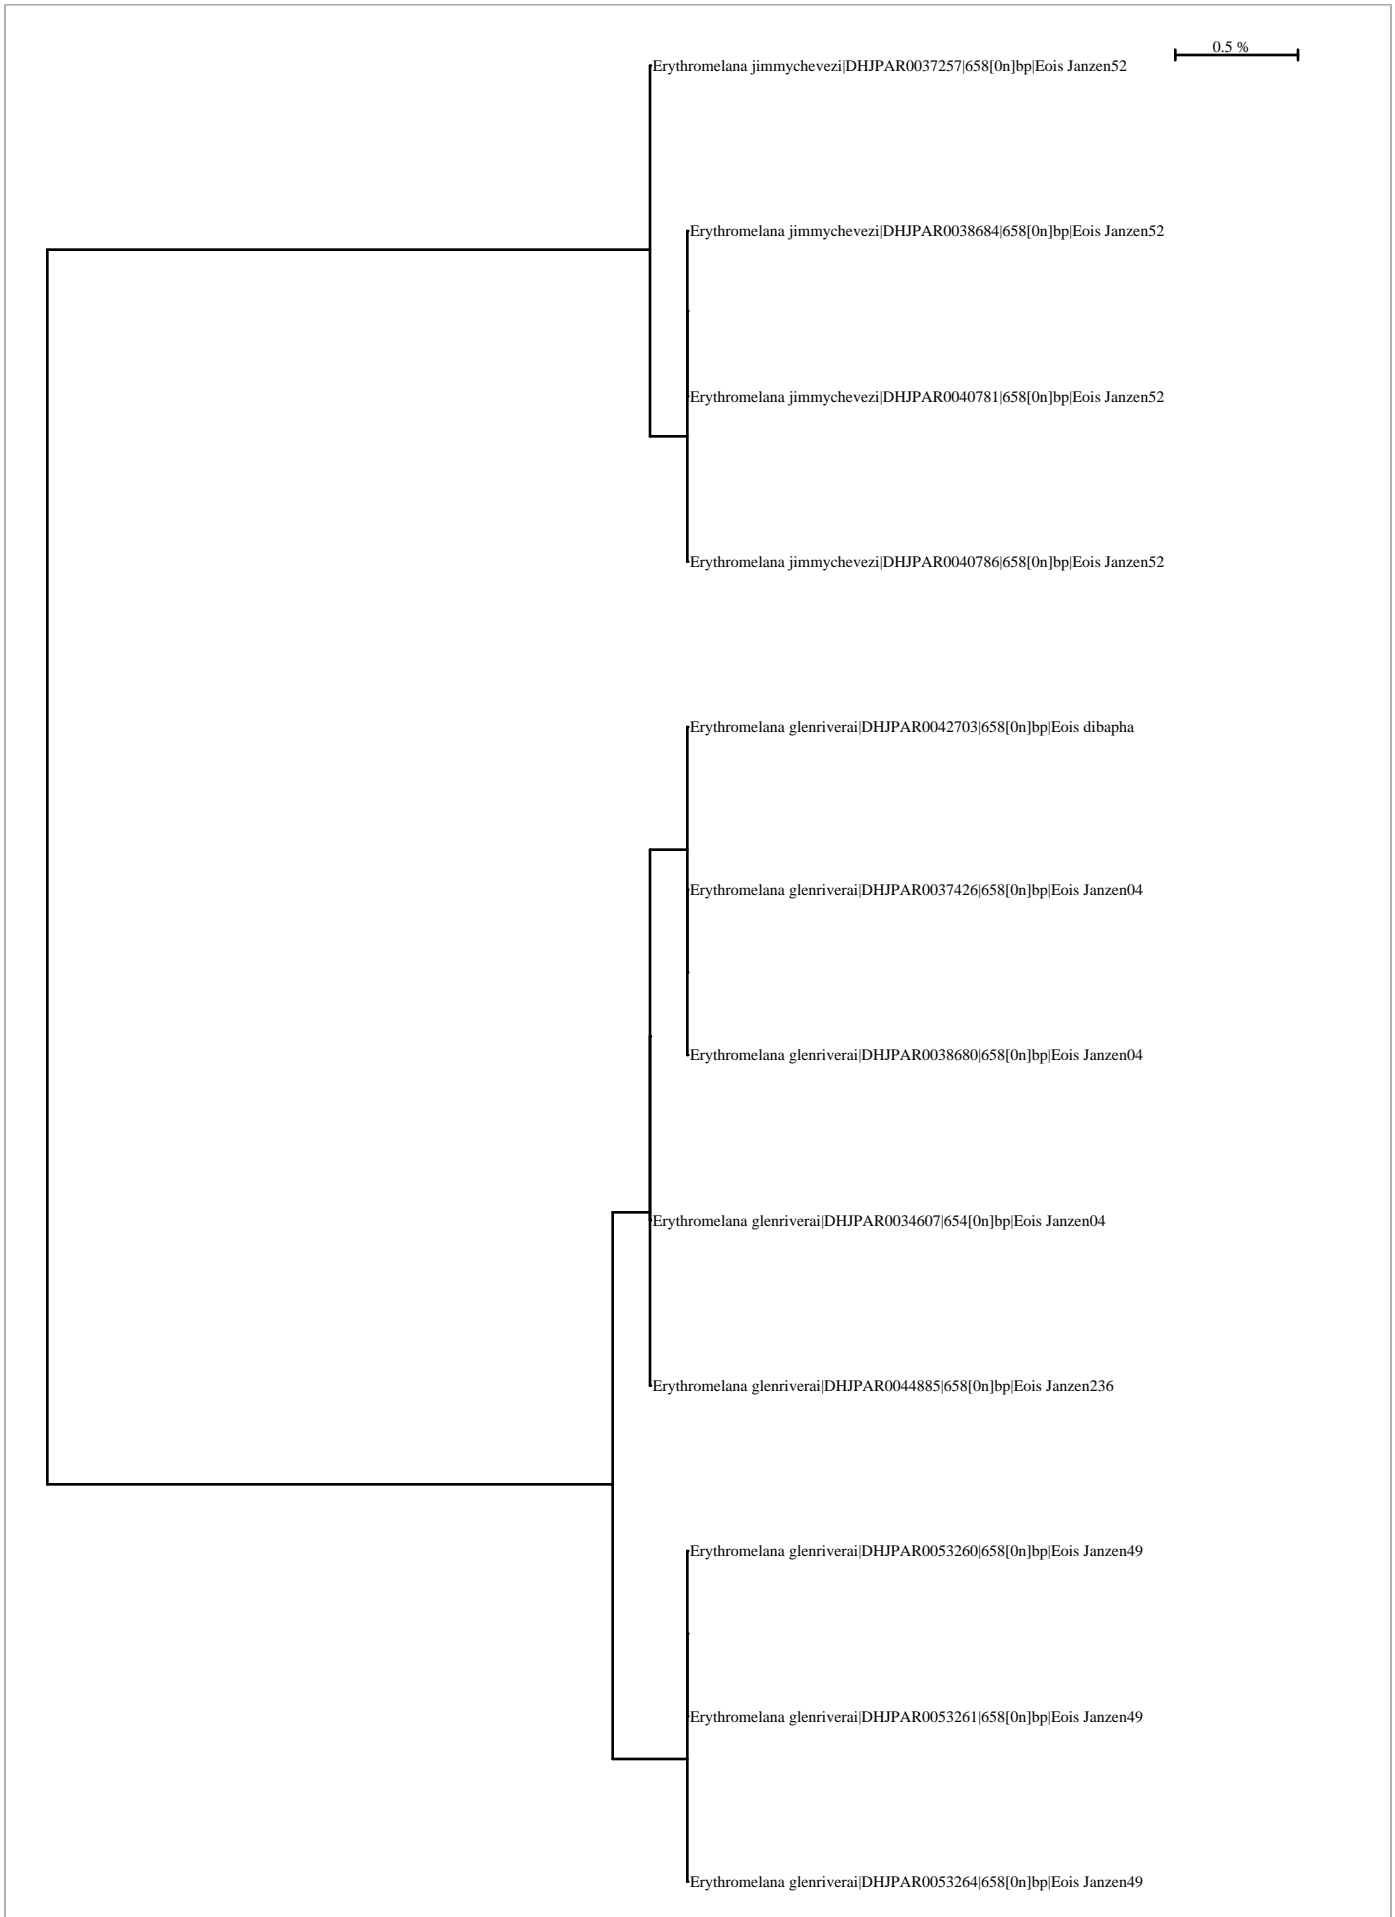 0.5 %
Erythromelana jimmychevezi|DHJPAR0037257|658[0n]bp|Eois Janzen52
Erythromelana jimmychevezi|DHJPAR0038684|658[0n]bp|Eois Janzen52
Erythromelana jimmychevezi|DHJPAR0040781|658[0n]bp|Eois Janzen52
Erythromelana jimmychevezi|DHJPAR0040786|658[0n]bp|Eois Janzen52
Erythromelana glenriverai|DHJPAR0042703|658[0n]bp|Eois dibapha
Erythromelana glenriverai|DHJPAR0037426|658[0n]bp|Eois Janzen04
Erythromelana glenriverai|DHJPAR0038680|658[0n]bp|Eois Janzen04
Erythromelana glenriverai|DHJPAR0034607|654[0n]bp|Eois Janzen04
Erythromelana glenriverai|DHJPAR0044885|658[0n]bp|Eois Janzen236
Erythromelana glenriverai|DHJPAR0053260|658[0n]bp|Eois Janzen49
Erythromelana glenriverai|DHJPAR0053261|658[0n]bp|Eois Janzen49
Erythromelana glenriverai|DHJPAR0053264|658[0n]bp|Eois Janzen49